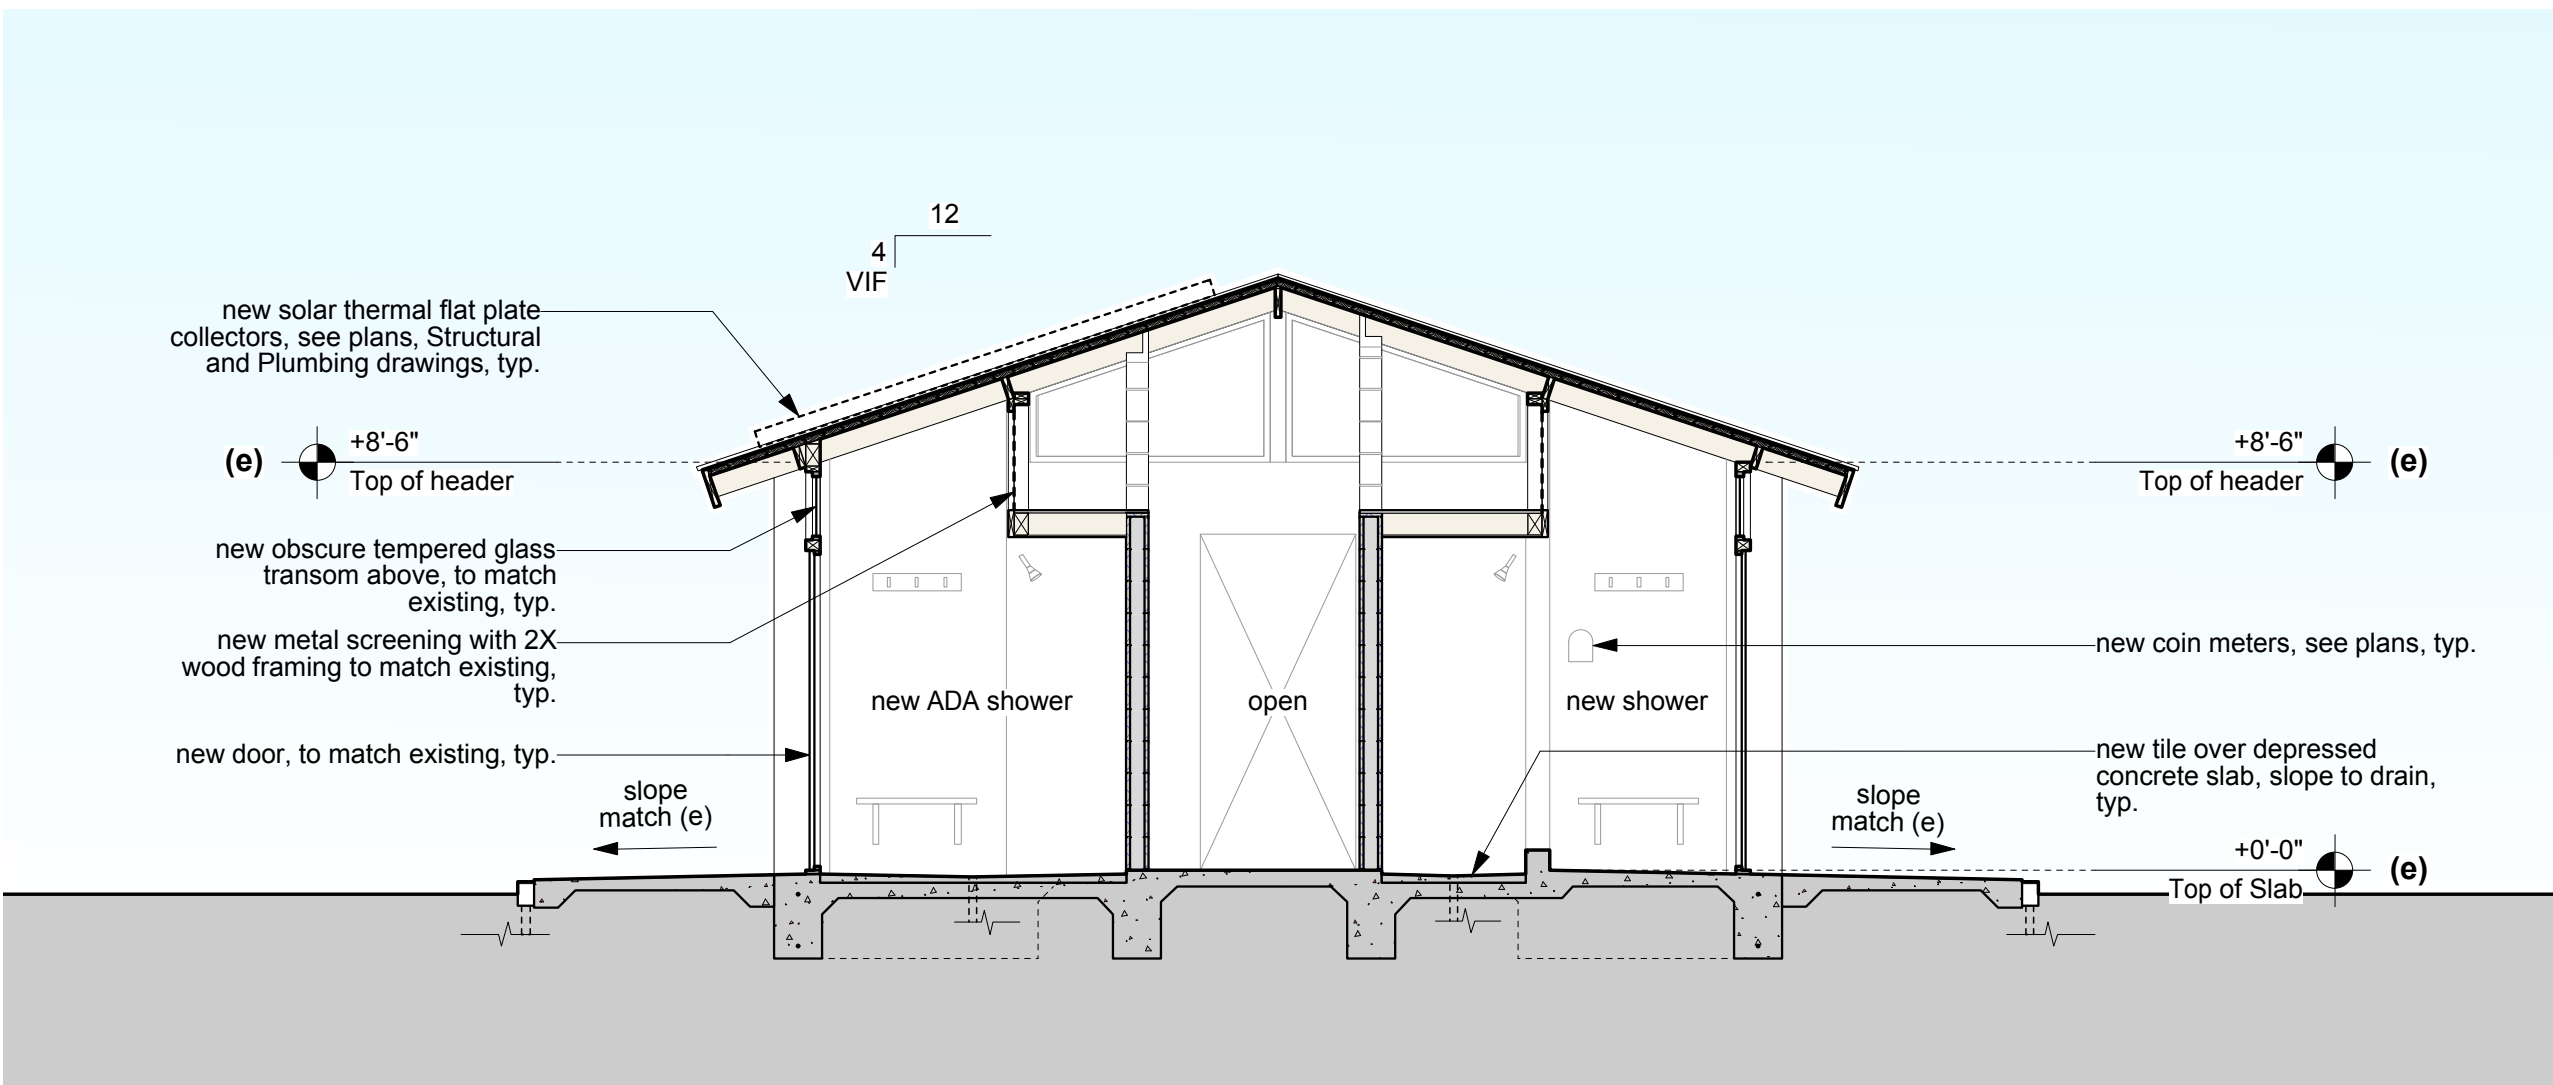 12
4
VIF
new solar thermal flat plate
collectors, see plans, Structural
and Plumbing drawings, typ.
(e)
+8'-6"
Top of header
+8'-6"
Top of header
(e)
new obscure tempered glass
transom above, to match
existing, typ.
new metal screening with 2X
wood framing to match existing,
typ.
new coin meters, see plans, typ.
new ADA shower
open
new shower
new door, to match existing, typ.
new tile over depressed
concrete slab, slope to drain,
typ.
slope
match (e)
slope
match (e)
+0'-0"
Top of Slab
(e)